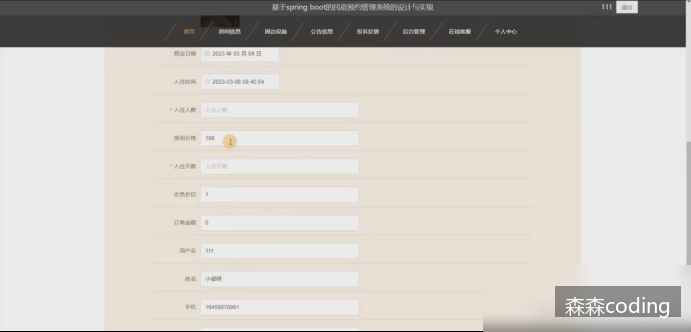 基于spring boot的民宿预约管理系统的设计与实现
111 退出
首页 房间信息 周边设施 公告信息 投诉反馈 后台管理 在线客服 个人中心
预定日期 2023 年 03 月 08 日
入住时间 2023-03-08 09:40:54
* 入住人数 入住人数
房间价格 198
* 入住天数 入住天数
会员折扣 1
订单金额 0
用户名 111
姓名
手机
森森coding